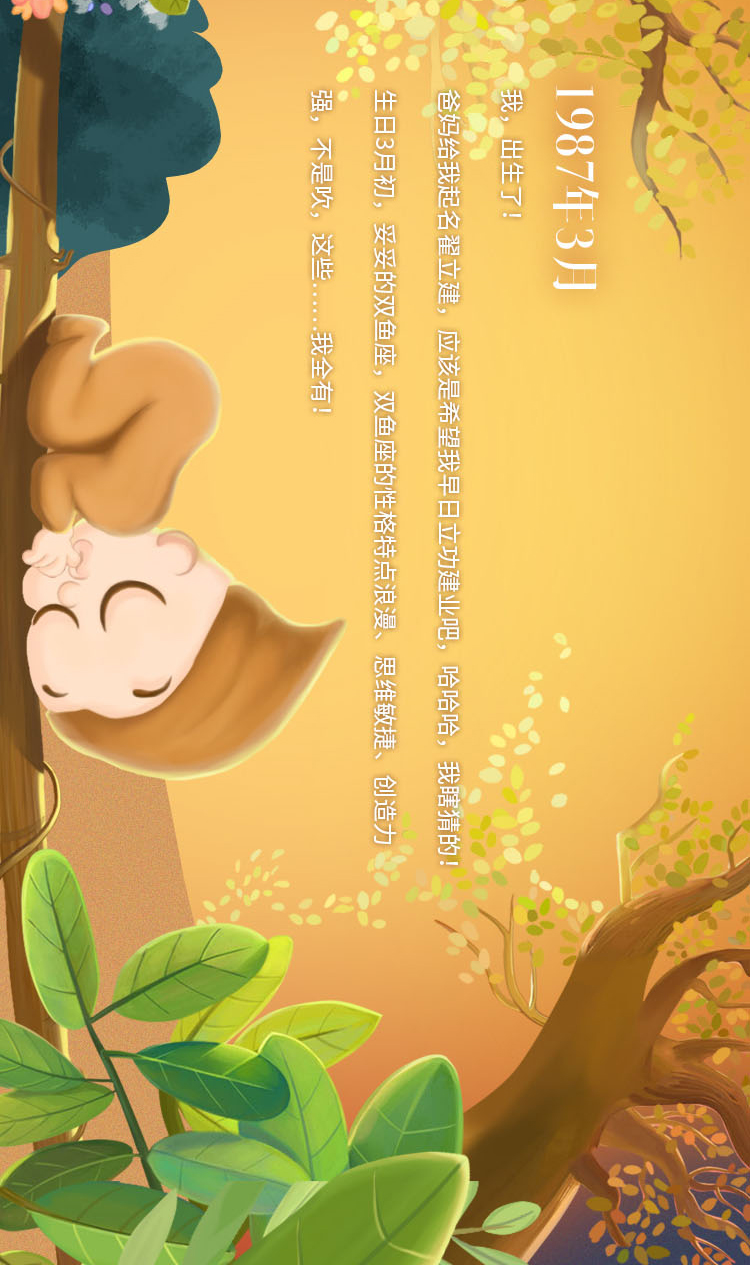 1987年3月
我，出生了！
爸妈给我起名翟立建，应该是希望我早日立功建业吧，哈哈哈，我瞎猜的！
生日3月初，妥妥的双鱼座，双鱼座的性格特点浪漫、思维敏捷、创造力
强，不是吹，这些……我全有！